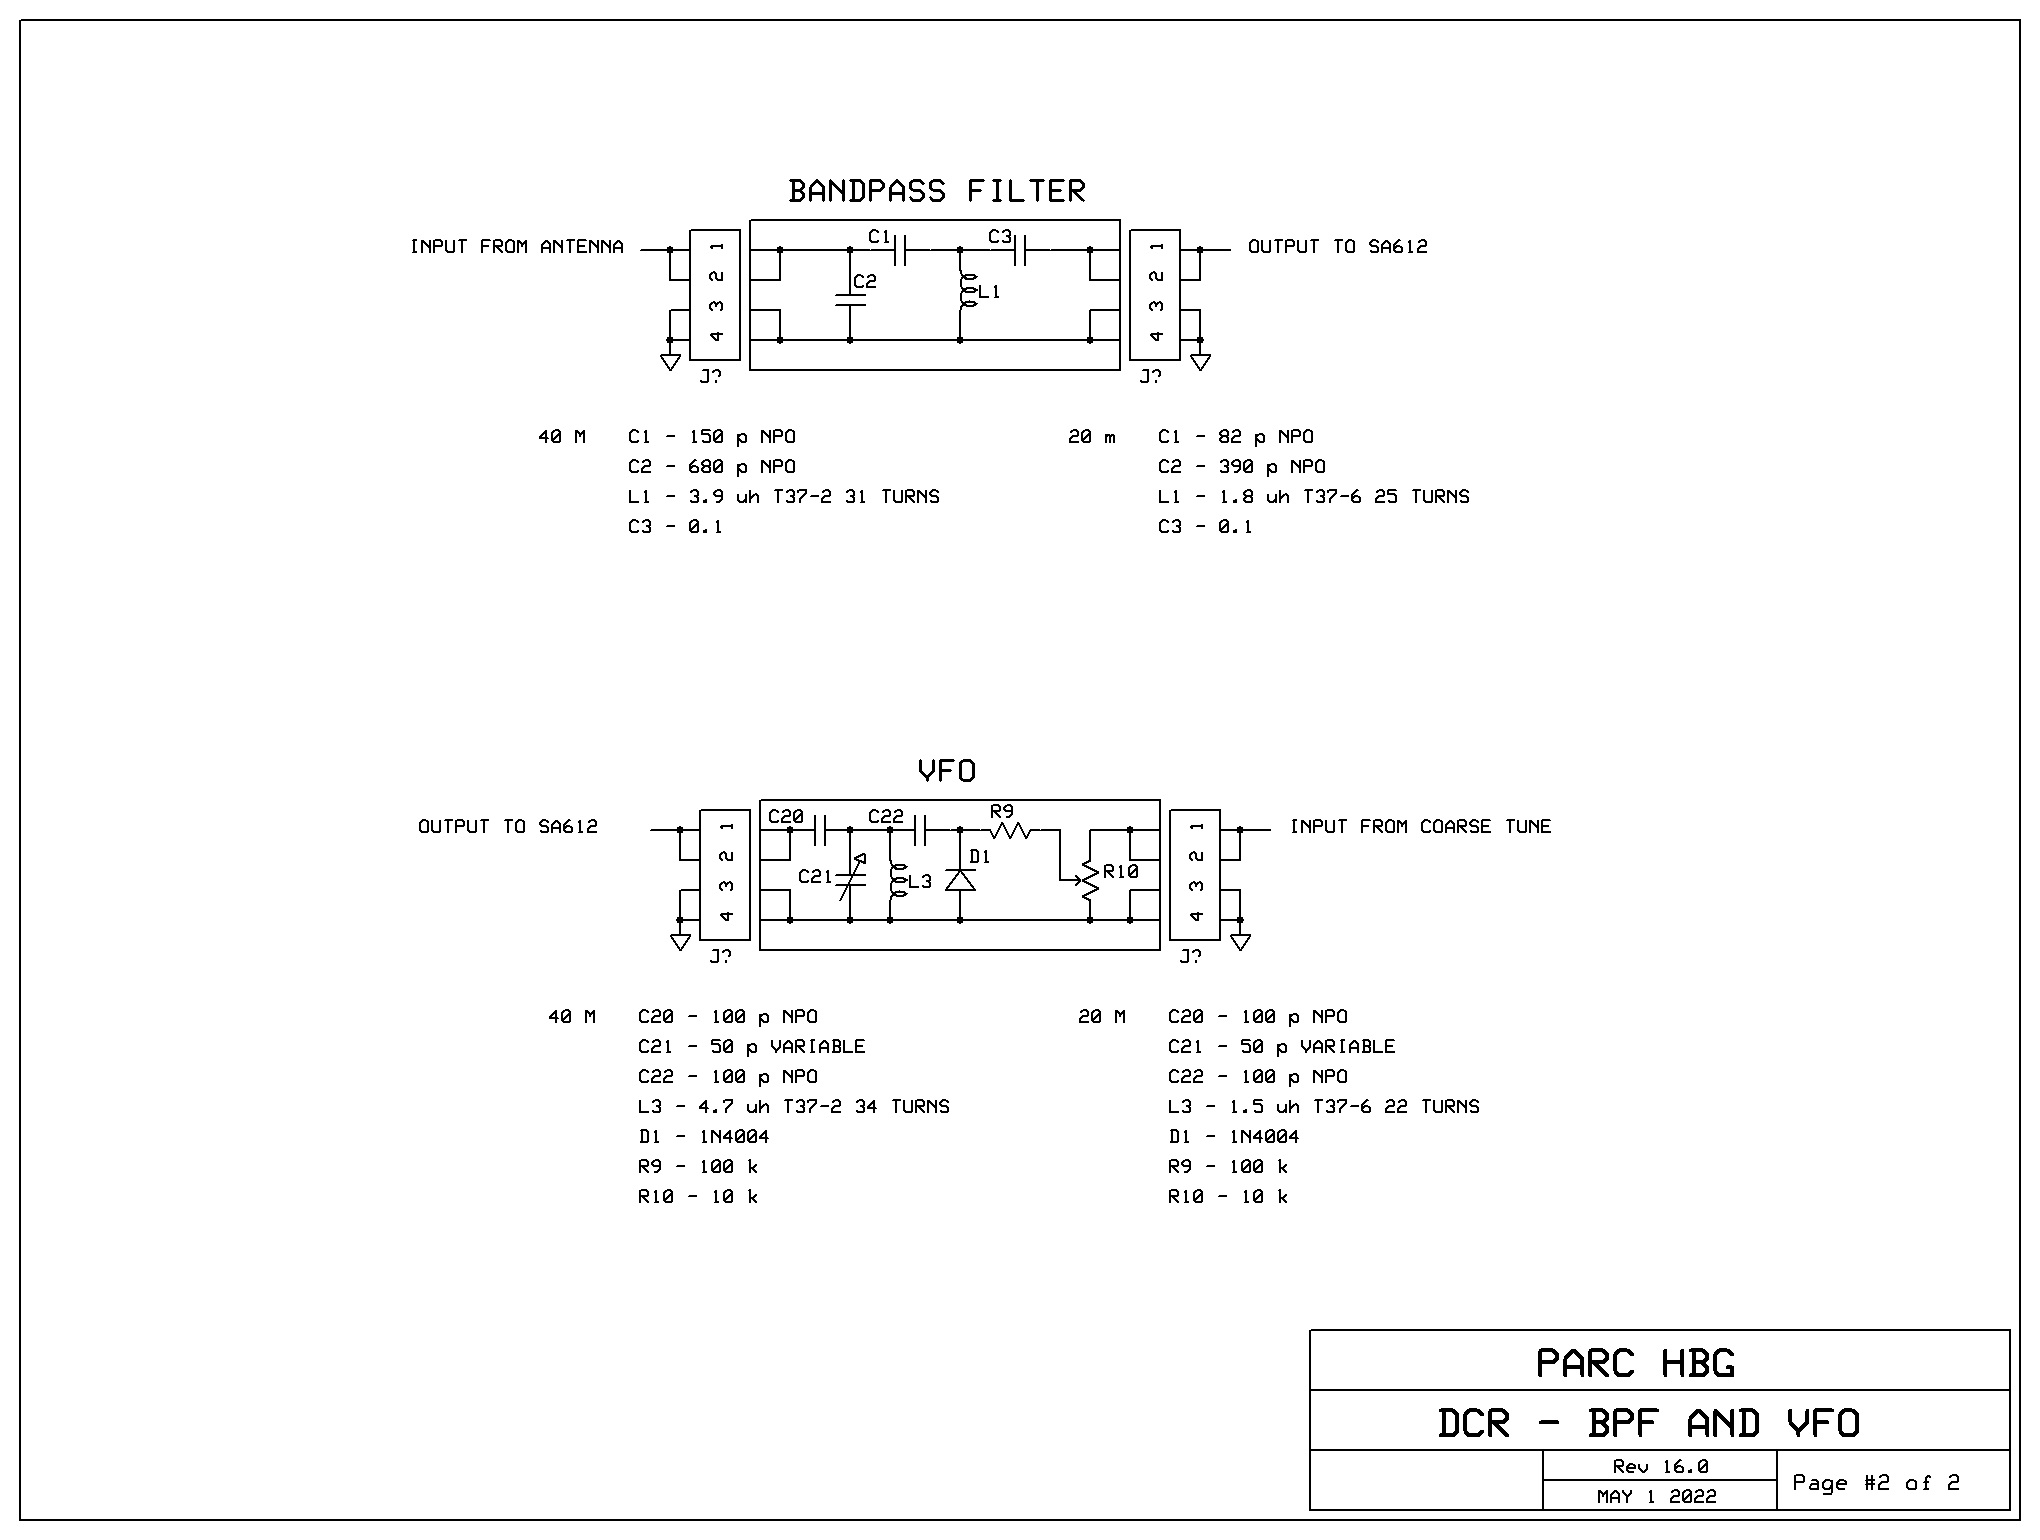 BANDPASS FILTER
INPUT FROM ANTENNA
1
2
3
4
J?
C1
C2
C3
L1
1
2
3
4
J?
OUTPUT TO SA612
40 M
C1 - 150 p NPO
C2 - 680 p NPO
L1 - 3.9 uh T37-2 31 TURNS
C3 - 0.1
20 m
C1 - 82 p NPO
C2 - 390 p NPO
L1 - 1.8 uh T37-6 25 TURNS
C3 - 0.1
VFO
OUTPUT TO SA612
1
2
3
4
J?
C20
C21
C22
L3
D1
R9
R10
1
2
3
4
J?
INPUT FROM COARSE TUNE
40 M
C20 - 100 p NPO
C21 - 50 p VARIABLE
C22 - 100 p NPO
L3 - 4.7 uh T37-2 34 TURNS
D1 - 1N4004
R9 - 100 k
R10 - 10 k
20 M
C20 - 100 p NPO
C21 - 50 p VARIABLE
C22 - 100 p NPO
L3 - 1.5 uh T37-6 22 TURNS
D1 - 1N4004
R9 - 100 k
R10 - 10 k
PARC HBG
DCR - BPF AND VFO
Rev 16.0
MAY 1 2022
Page #2 of 2